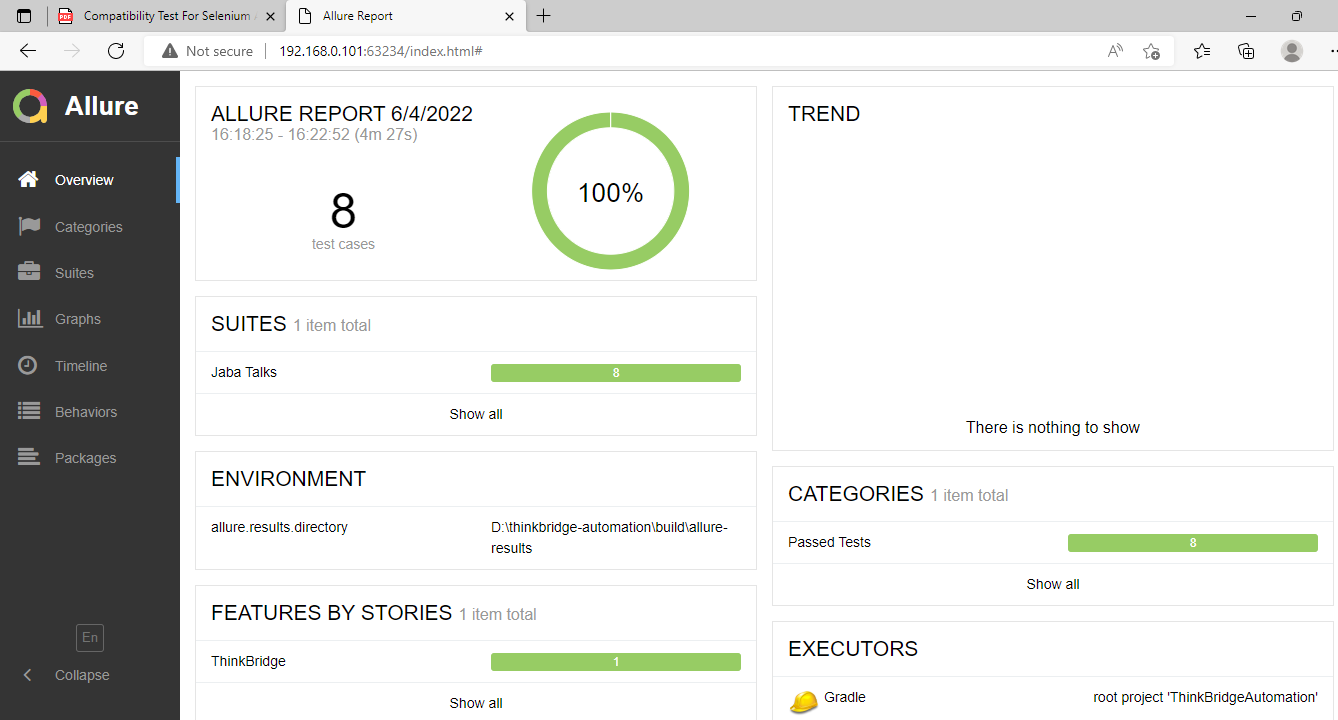 Compatibility Test For Selenium
Allure Report
Not secure
192.168.0.101:63234/index.html#
Allure
Overview
Categories
Suites
Graphs
Timeline
Behaviors
Packages
En
Collapse
ALLURE REPORT 6/4/2022
16:18:25 - 16:22:52 (4m 27s)
8
test cases
100%
SUITES 1 item total
Jaba Talks 8
Show all
ENVIRONMENT
allure.results.directory D:\thinkbridge-automation\build\allure-
results
FEATURES BY STORIES 1 item total
ThinkBridge 1
Show all
TREND
There is nothing to show
CATEGORIES 1 item total
Passed Tests 8
Show all
EXECUTORS
Gradle root project 'ThinkBridgeAutomation'